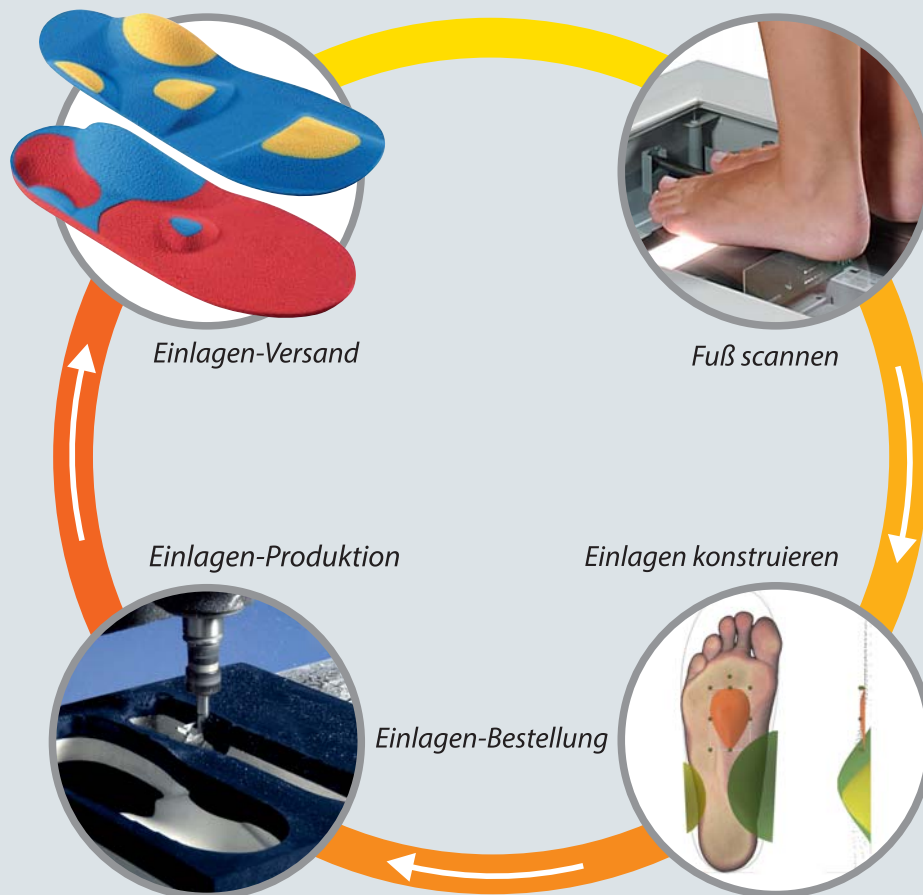 Einlagen-Versand
Fuß scannen
Einlagen-Produktion
Einlagen konstruieren
Einlagen-Bestellung